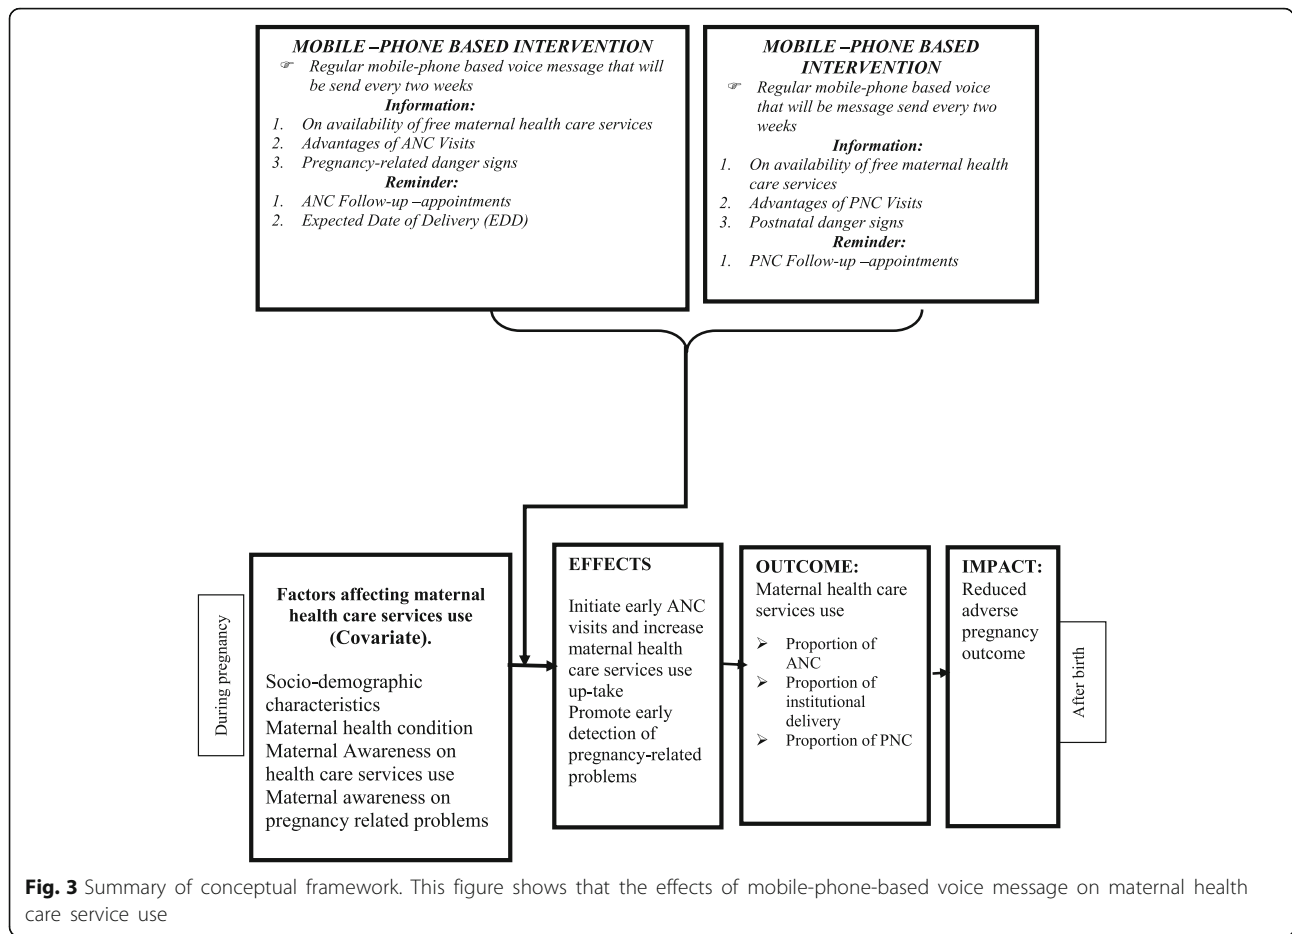 MOBILE –PHONE BASED INTERVENTION
☞ Regular mobile-phone based voice message that will
be send every two weeks
Information:
1. On availability of free maternal health care services
2. Advantages of ANC Visits
3. Pregnancy-related danger signs
Reminder:
1. ANC Follow-up –appointments
2. Expected Date of Delivery (EDD)
MOBILE –PHONE BASED
INTERVENTION
☞ Regular mobile-phone based voice
that will be message send every two
weeks
Information:
1. On availability of free maternal health
care services
2. Advantages of PNC Visits
3. Postnatal danger signs
Reminder:
1. PNC Follow-up –appointments
During pregnancy
Factors affecting maternal
health care services use
(Covariate).
Socio-demographic
characteristics
Maternal health condition
Maternal Awareness on
health care services use
Maternal awareness on
pregnancy related problems
EFFECTS
Initiate early ANC
visits and increase
maternal health
care services use
up-take
Promote early
detection of
pregnancy-related
problems
OUTCOME:
Maternal health care
services use
➢ Proportion of
ANC
➢ Proportion of
institutional
delivery
➢ Proportion of PNC
IMPACT:
Reduced
adverse
pregnancy
outcome
After birth
Fig. 3 Summary of conceptual framework. This figure shows that the effects of mobile-phone-based voice message on maternal health
care service use